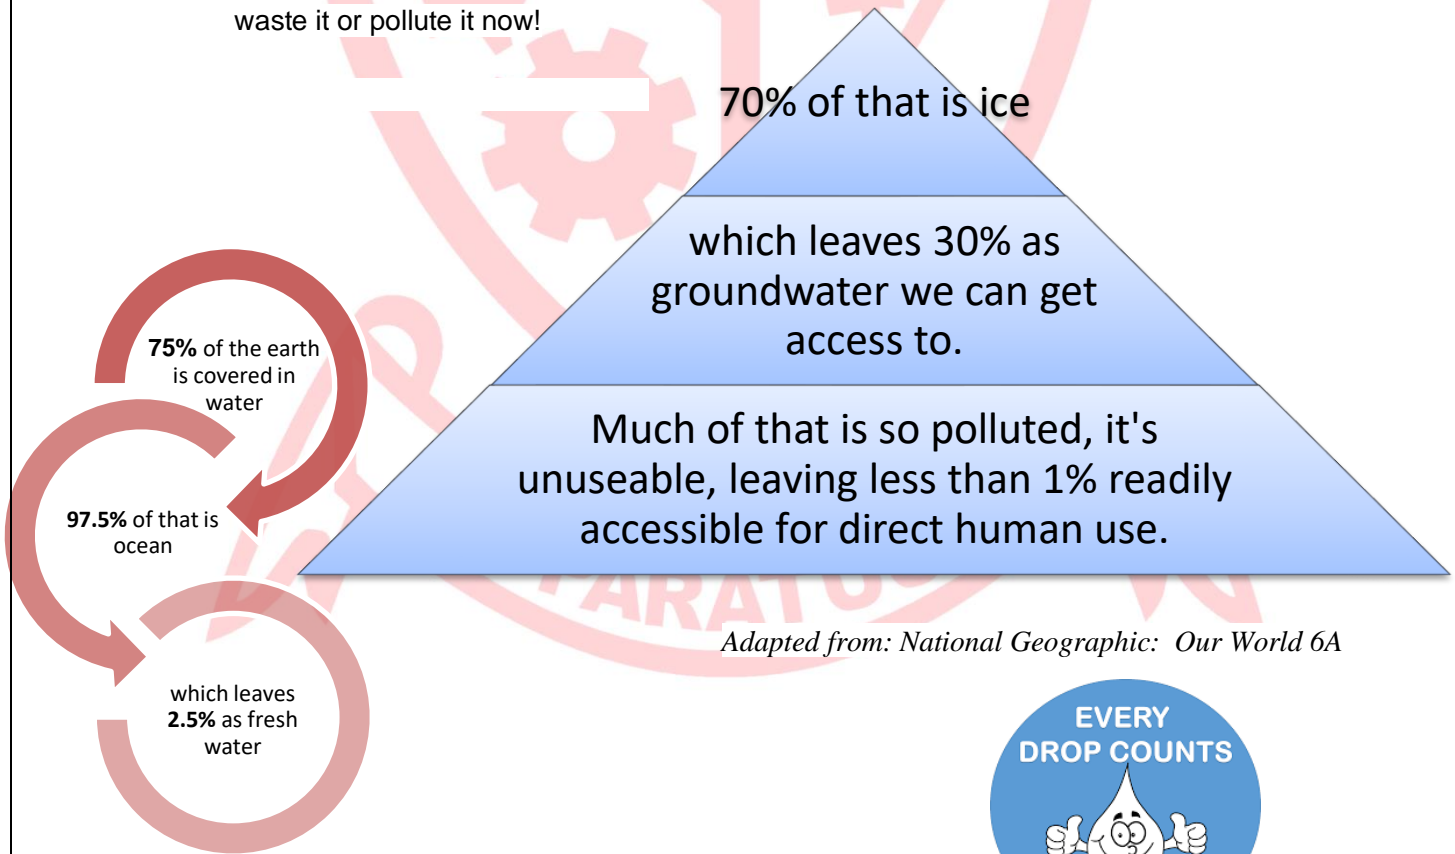 waste it or pollute it now!
70% of that is ice
which leaves 30% as
groundwater we can get
access to.
Much of that is so polluted, it's
unuseable, leaving less than 1% readily
accessible for direct human use.
75% of the earth
is covered in
water
97.5% of that is
ocean
which leaves
2.5% as fresh
water
PARATUS
Adapted from: National Geographic: Our World 6A
EVERY
DROP COUNTS